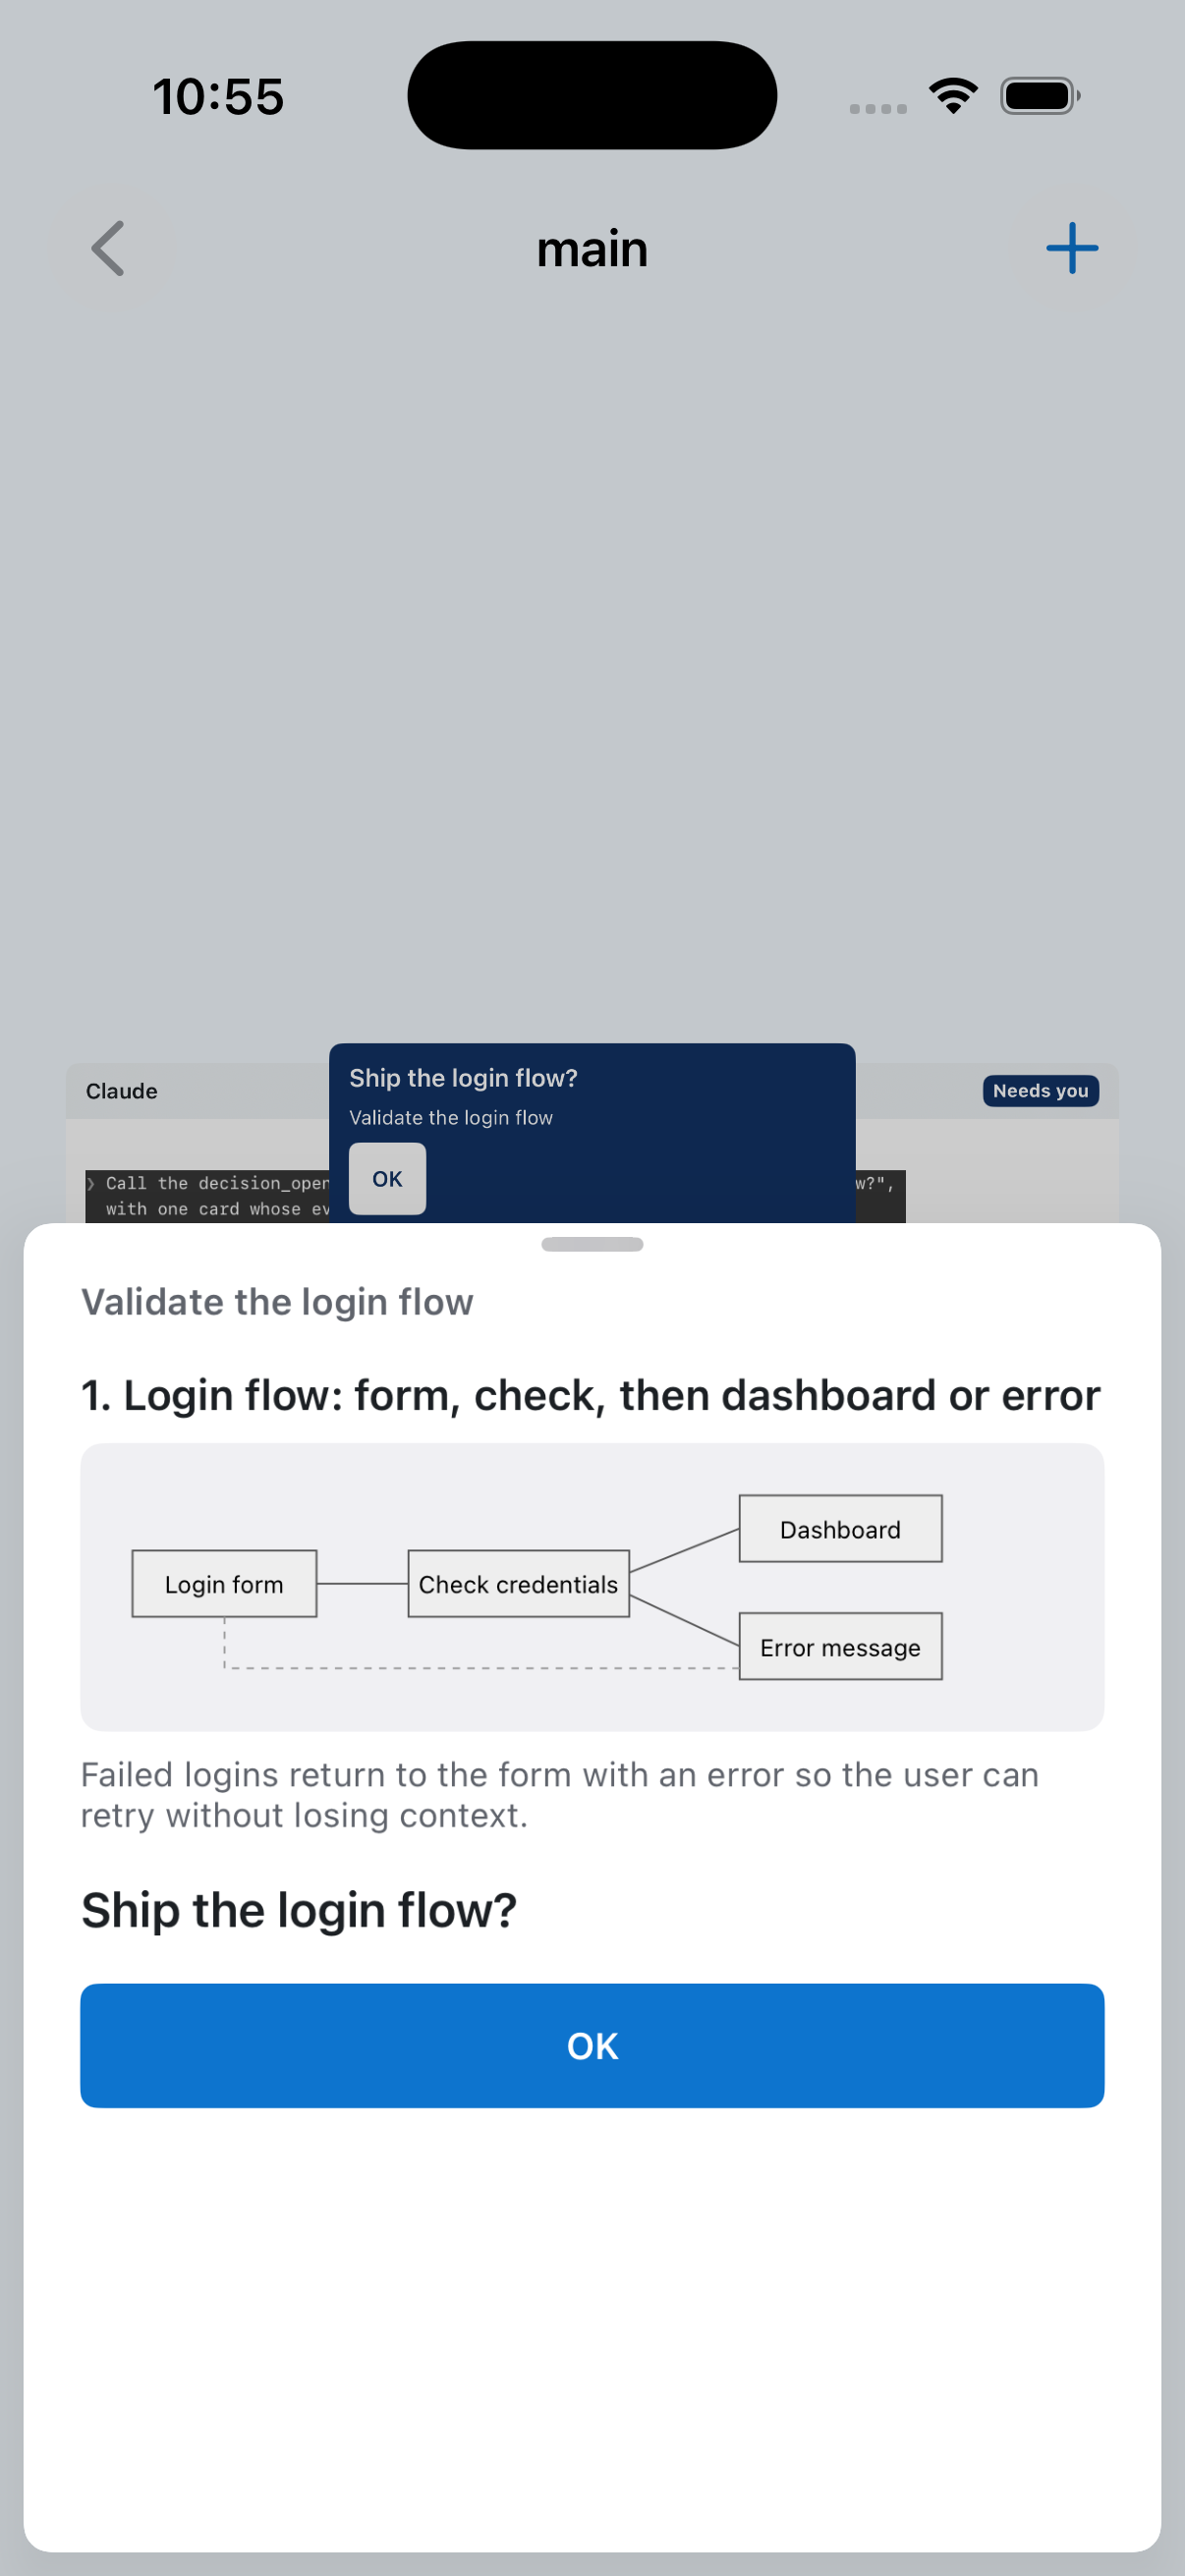 10:55
main
Claude
Needs you
Ship the login flow?
Validate the login flow
OK
❯ Call the decision_open
w?",
with one card whose ev
Validate the login flow
1. Login flow: form, check, then dashboard or error
Dashboard
Login form
Check credentials
Error message
Failed logins return to the form with an error so the user can
retry without losing context.
Ship the login flow?
OK